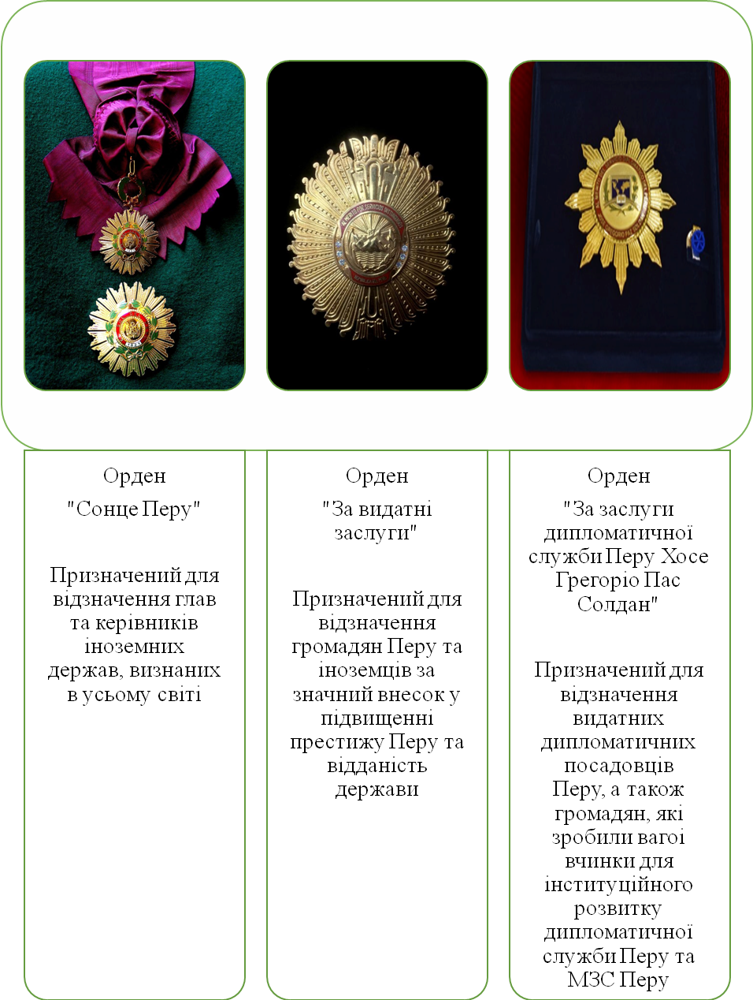 Орден
"Сонце Перу"
Призначений для
відзначення глав
та керівників
іноземних
держав, визнаних
в усьому світі
Орден
"За видатні
заслуги"
Призначений для
відзначення
громадян Перу та
іноземців за
значний внесок у
підвищенні
престижу Перу та
відданість
держави
Орден
"За заслуги
дипломатичної
служби Перу Хосе
Грегоріо Пас
Солдан"
Призначений для
відзначення
видатних
дипломатичних
посадовців
Перу, а також
громадян, які
зробили вагоі
вчинки для
інституційного
розвитку
дипломатичної
служби Перу та
МЗС Перу